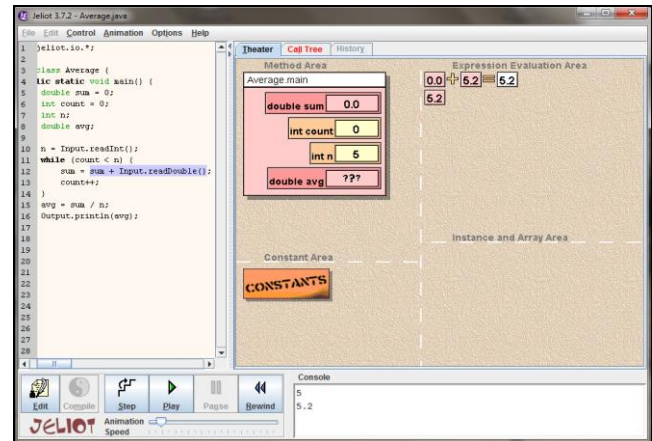 Jeliot 3.7.2 - Average.java
File Edit Control Animation Options Help
1 jeliot.io.*;
2
3 class Average {
4 lic static void main() {
5 double sum = 0;
6 int count = 0;
7 int n;
8 double avg;
9
10 n = Input.readInt();
11 while (count < n) {
12 sum = sum + Input.readDouble();
13 count++;
14 }
15 avg = sum / n;
16 Output.println(avg);
17
18
19
20
21
22
23
24
25
26
27
28
Theater Call Tree History
Method Area
Average.main
double sum 0.0
int count 0
int n 5
double avg ???
Expression Evaluation Area
0.0 + 5.2 = 5.2
5.2
Constant Area
CONSTANTS
Instance and Array Area
Edit Compile Step Play Pause Rewind
JELIOT Animation Speed
Console
5
5.2